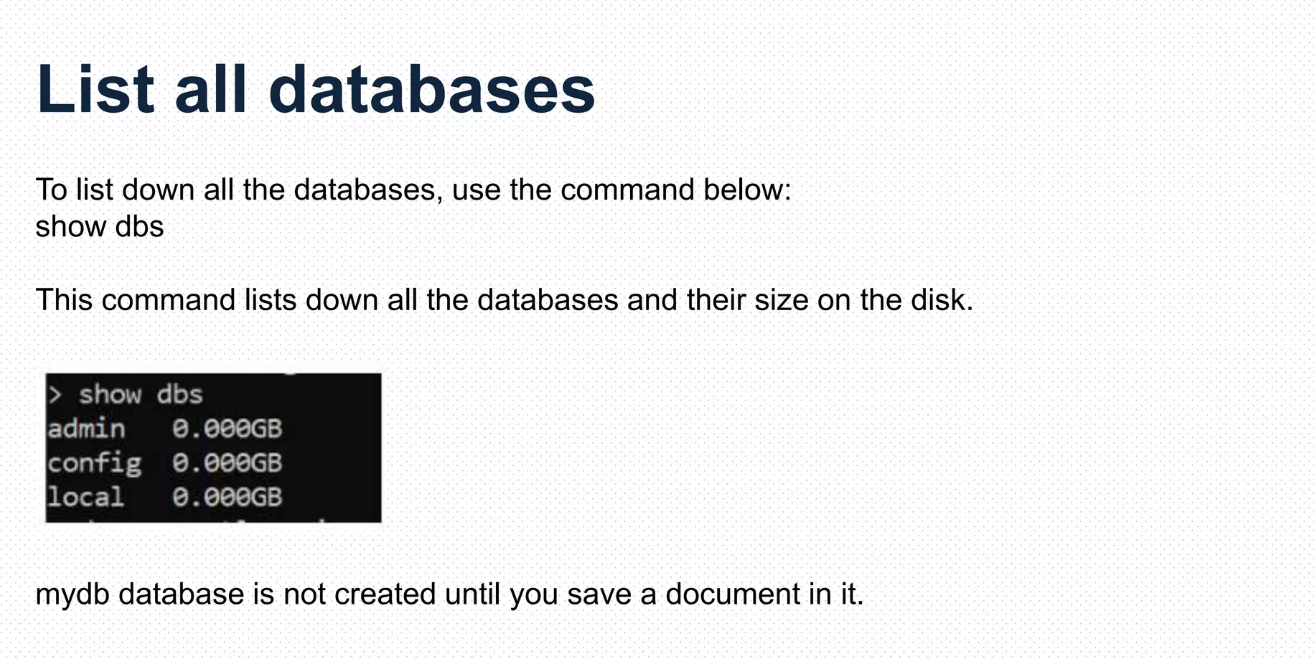 List all databases
To list down all the databases, use the command below:
show dbs
This command lists down all the databases and their size on the disk.
> show dbs
admin   0.000GB
config  0.000GB
local   0.000GB
mydb database is not created until you save a document in it.